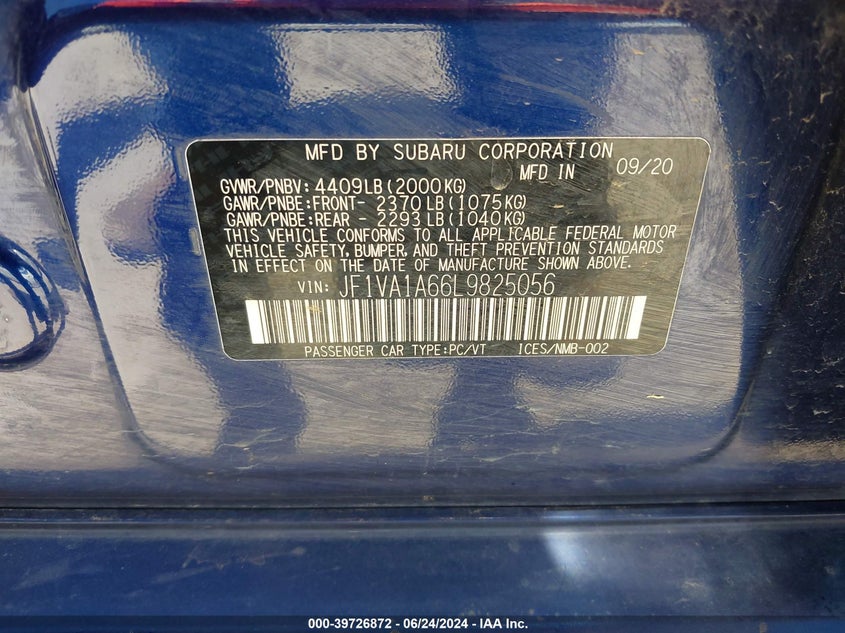 MFD BY SUBARU CORPORATION
MFD IN 09/20
GVWR/PNBV: 4409LB(2000KG)
GAWR/PNBE:FRONT- 2370LB(1075KG)
GAWR/PNBE:REAR - 2293LB(1040KG)
THIS VEHICLE CONFORMS TO ALL APPLICABLE FEDERAL MOTOR
VEHICLE SAFETY, BUMPER, AND THEFT PREVENTION STANDARDS
IN EFFECT ON THE DATE OF MANUFACTURE SHOWN ABOVE.
VIN: JF1VA1A66L9825056
PASSENGER CAR TYPE:PC/VT ICES/NMB-002
000-39726872 - 06/24/2024 - IAA Inc.